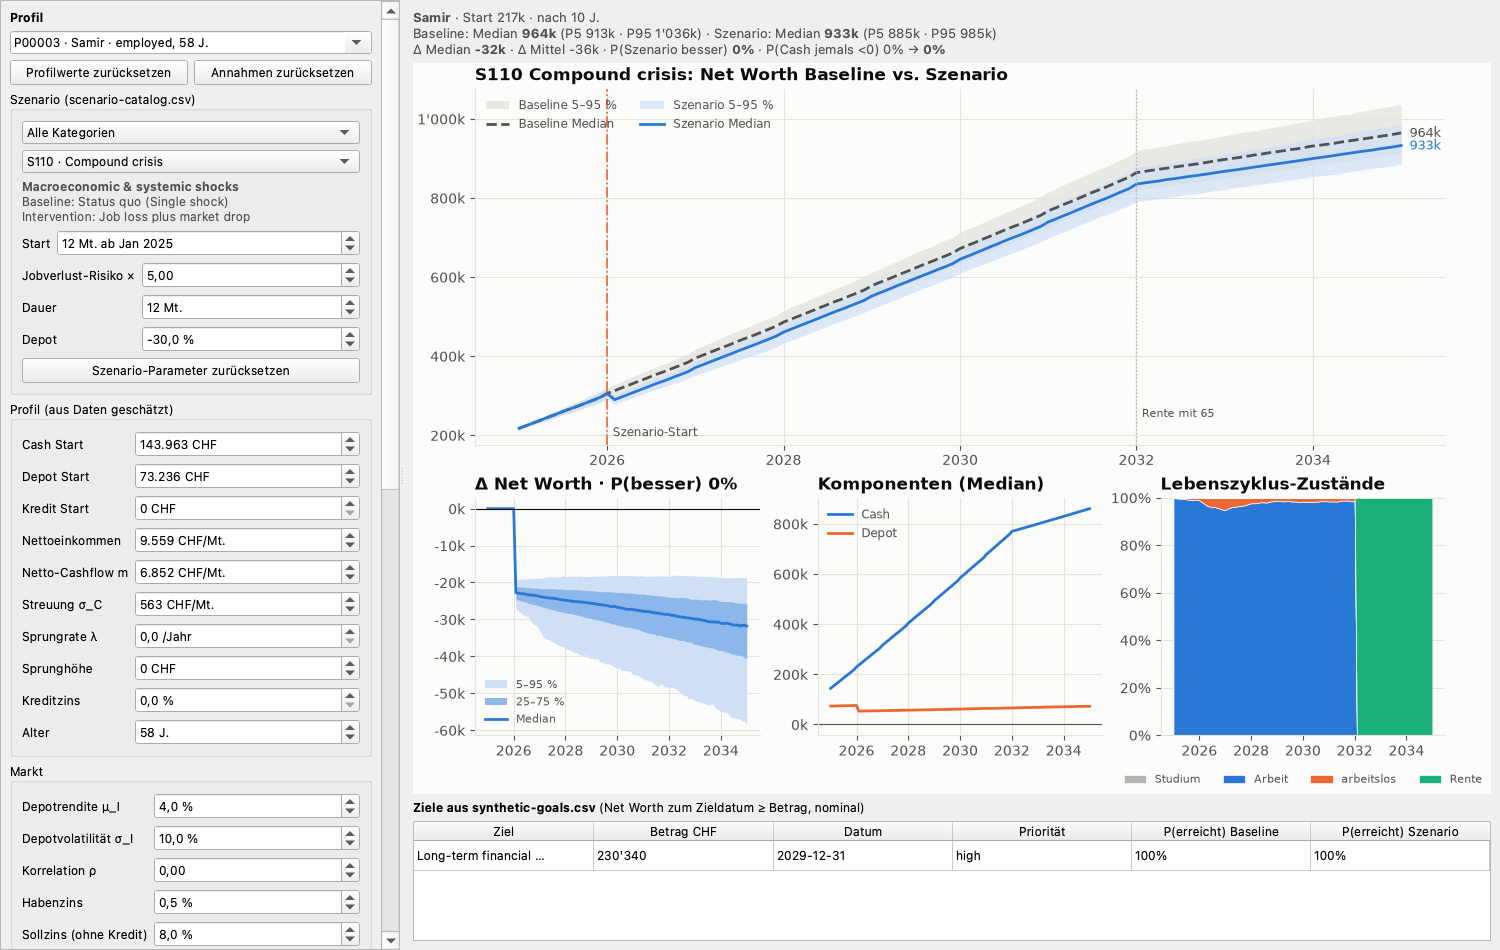 Profil
P00003 · Samir · employed, 58 J.
Profilwerte zurücksetzen
Annahmen zurücksetzen
Szenario (scenario-catalog.csv)
Alle Kategorien
S110 · Compound crisis
Macroeconomic & systemic shocks
Baseline: Status quo (Single shock)
Intervention: Job loss plus market drop
Start 12 Mt. ab Jan 2025
Jobverlust-Risiko × 5,00
Dauer 12 Mt.
Depot -30,0 %
Szenario-Parameter zurücksetzen
Profil (aus Daten geschätzt)
Cash Start 143.963 CHF
Depot Start 73.236 CHF
Kredit Start 0 CHF
Nettoeinkommen 9.559 CHF/Mt.
Netto-Cashflow m 6.852 CHF/Mt.
Streuung σ_C 563 CHF/Mt.
Sprungrate λ 0,0 /Jahr
Sprunghöhe 0 CHF
Kreditzins 0,0 %
Alter 58 J.
Markt
Depotrendite μ_I 4,0 %
Depotvolatilität σ_I 10,0 %
Korrelation ρ 0,00
Habenzins 0,5 %
Sollzins (ohne Kredit) 8,0 %
Samir · Start 217k · nach 10 J.
Baseline: Median 964k (P5 913k · P95 1'036k) · Szenario: Median 933k (P5 885k · P95 985k)
Δ Median -32k · Δ Mittel -36k · P(Szenario besser) 0% · P(Cash jemals <0) 0% → 0%
S110 Compound crisis: Net Worth Baseline vs. Szenario
Baseline 5–95 %
Szenario 5–95 %
Baseline Median
Szenario Median
1'000k
800k
600k
400k
200k
964k
933k
Szenario-Start
Rente mit 65
2026 2028 2030 2032 2034
Δ Net Worth · P(besser) 0%
0k
-10k
-20k
-30k
-40k
-50k
-60k
5–95 %
25–75 %
Median
2026 2028 2030 2032 2034
Komponenten (Median)
Cash
Depot
800k
600k
400k
200k
0k
2026 2028 2030 2032 2034
Lebenszyklus-Zustände
100%
80%
60%
40%
20%
0%
2026 2028 2030 2032 2034
Studium Arbeit arbeitslos Rente
Ziele aus synthetic-goals.csv (Net Worth zum Zieldatum ≥ Betrag, nominal)
Ziel Betrag CHF Datum Priorität P(erreicht) Baseline P(erreicht) Szenario
Long-term financial ... 230'340 2029-12-31 high 100% 100%